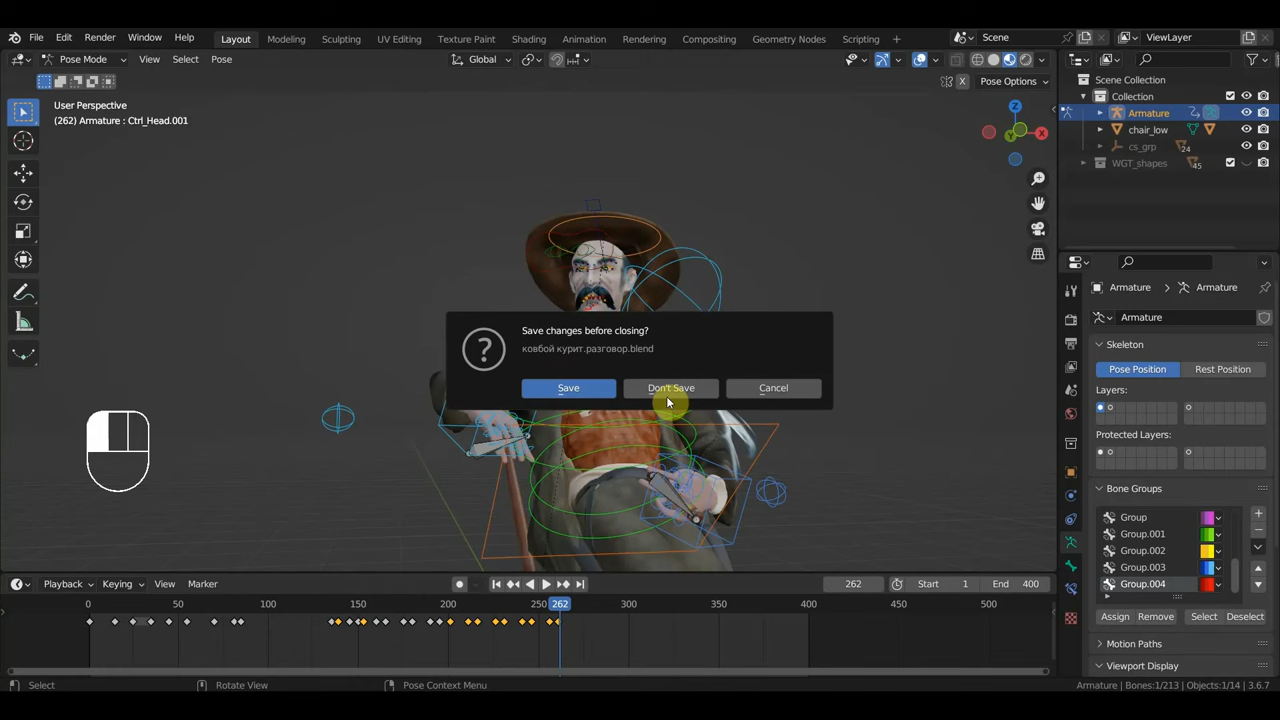 File Edit Render Window Help Layout Modeling Sculpting UV Editing Texture Paint Shading Animation Rendering Compositing Geometry Nodes Scripting + Scene ViewLayer
Pose Mode View Select Pose Global
X Pose Options
User Perspective
(262) Armature : Ctrl_Head.001
Z
X
Y
Scene Collection
Collection
Armature
chair_low
cs_grp 24
WGT_shapes 45
Armature Armature
Armature
Skeleton
Pose Position Rest Position
Layers:
Protected Layers:
Bone Groups
Group
Group.001
Group.002
Group.003
Group.004
Assign Remove Select Deselect
Motion Paths
Viewport Display
Save changes before closing?
ковбой курит.разговор.blend
Save Don't Save Cancel
Playback Keying View Marker 262 Start 1 End 400
0 50 100 150 200 250 262 300 350 400 450 500
Select Rotate View Pose Context Menu Armature | Bones:1/213 | Objects:1/14 | 3.6.7